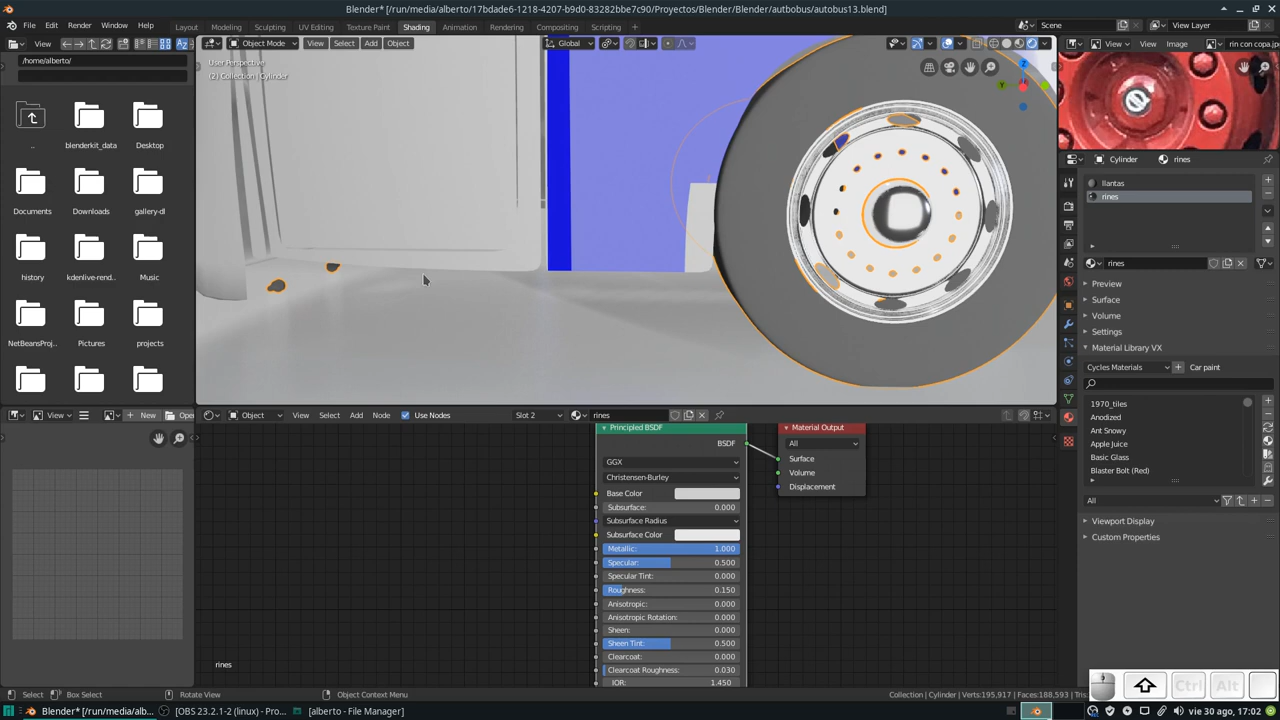 Blender* [/run/media/alberto/17bdade6-1218-4207-b9d0-83282bbe7c90/Proyectos/Blender/Blender/autbobus/autobus13.blend]
File Edit Render Window Help
Layout Modeling Sculpting UV Editing Texture Paint Shading Animation Rendering Compositing Scripting
Scene View Layer
View
Object Mode View Select Add Object Global
View Image rin con copa.jp
/home/alberto/
User Perspective
(2) Collection | Cylinder
..
blenderkit_data
Desktop
Documents
Downloads
gallery-dl
history
kdenlive-rend..
Music
NetBeansProj..
Pictures
projects
Cylinder rines
llantas
rines
rines
Preview
Surface
Volume
Settings
Material Library VX
Cycles Materials Car paint
1970_tiles
Anodized
Ant Snowy
Apple Juice
Basic Glass
Blaster Bolt (Red)
All
Viewport Display
Custom Properties
View New Open
Object View Select Add Node Use Nodes Slot 2 rines
Principled BSDF
BSDF
GGX
Christensen-Burley
Base Color
Subsurface: 0.000
Subsurface Radius
Subsurface Color
Metallic: 1.000
Specular: 0.500
Specular Tint: 0.000
Roughness: 0.150
Anisotropic: 0.000
Anisotropic Rotation: 0.000
Sheen: 0.000
Sheen Tint: 0.500
Clearcoat: 0.000
Clearcoat Roughness: 0.030
IOR: 1.450
Material Output
All
Surface
Volume
Displacement
rines
Ctrl Alt
Select Box Select Rotate View Object Context Menu
Collection | Cylinder | Verts:195,917 | Faces:188,593 | Tris:
Blender* [/run/media/alb... [OBS 23.2.1-2 (linux) - Pro... [alberto - File Manager]
vie 30 ago, 17:02